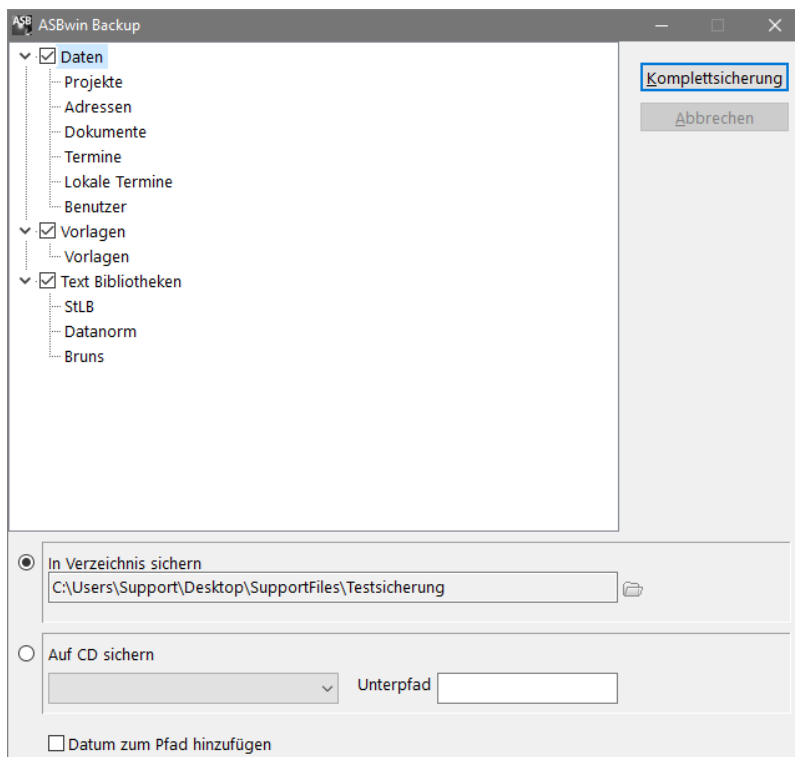 ASB
ASBwin Backup
Daten
Projekte
Adressen
Dokumente
Termine
Lokale Termine
Benutzer
Vorlagen
Vorlagen
Text Bibliotheken
StLB
Datanorm
Bruns
Komplettsicherung
Abbrechen
In Verzeichnis sichern
C:\Users\Support\Desktop\SupportFiles\Testsicherung
Auf CD sichern
Unterpfad
Datum zum Pfad hinzufügen